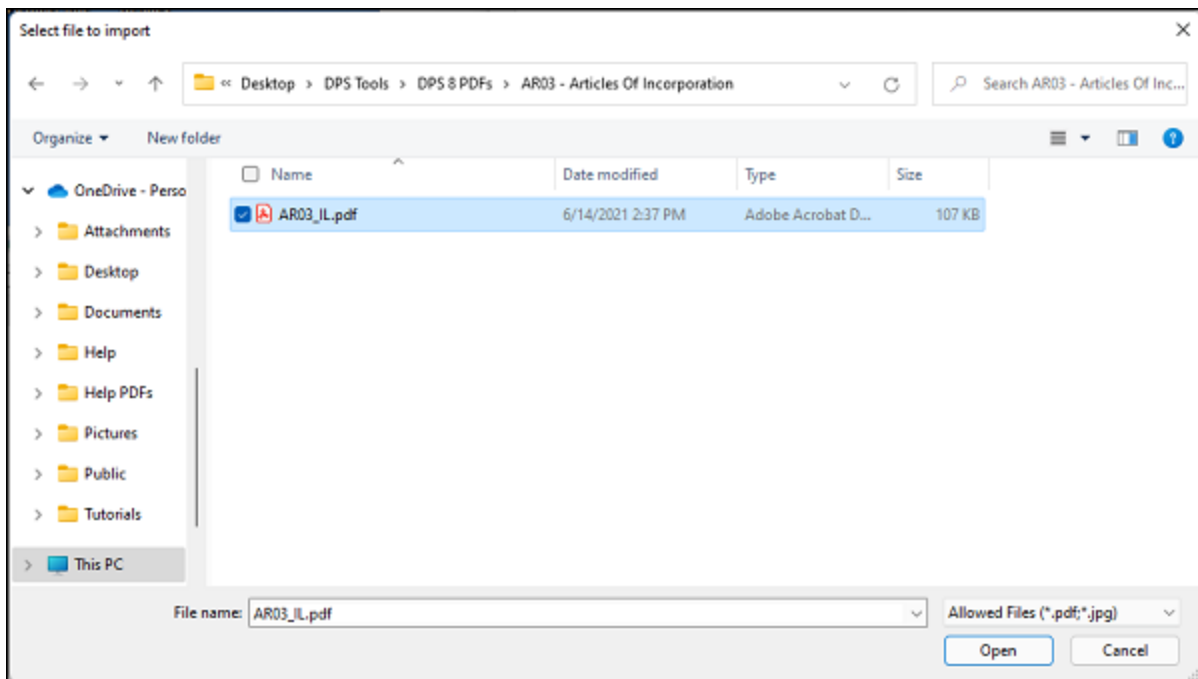 Select file to import
« Desktop > DPS Tools > DPS 8 PDFs > AR03 - Articles Of Incorporation
Search AR03 - Articles Of Inc...
Organize
New folder
Name
Date modified
Type
Size
OneDrive - Perso
Attachments
Desktop
Documents
Help
Help PDFs
Pictures
Public
Tutorials
This PC
AR03_IL.pdf
6/14/2021 2:37 PM
Adobe Acrobat D...
107 KB
File name:
AR03_IL.pdf
Allowed Files (*.pdf;*.jpg)
Open
Cancel